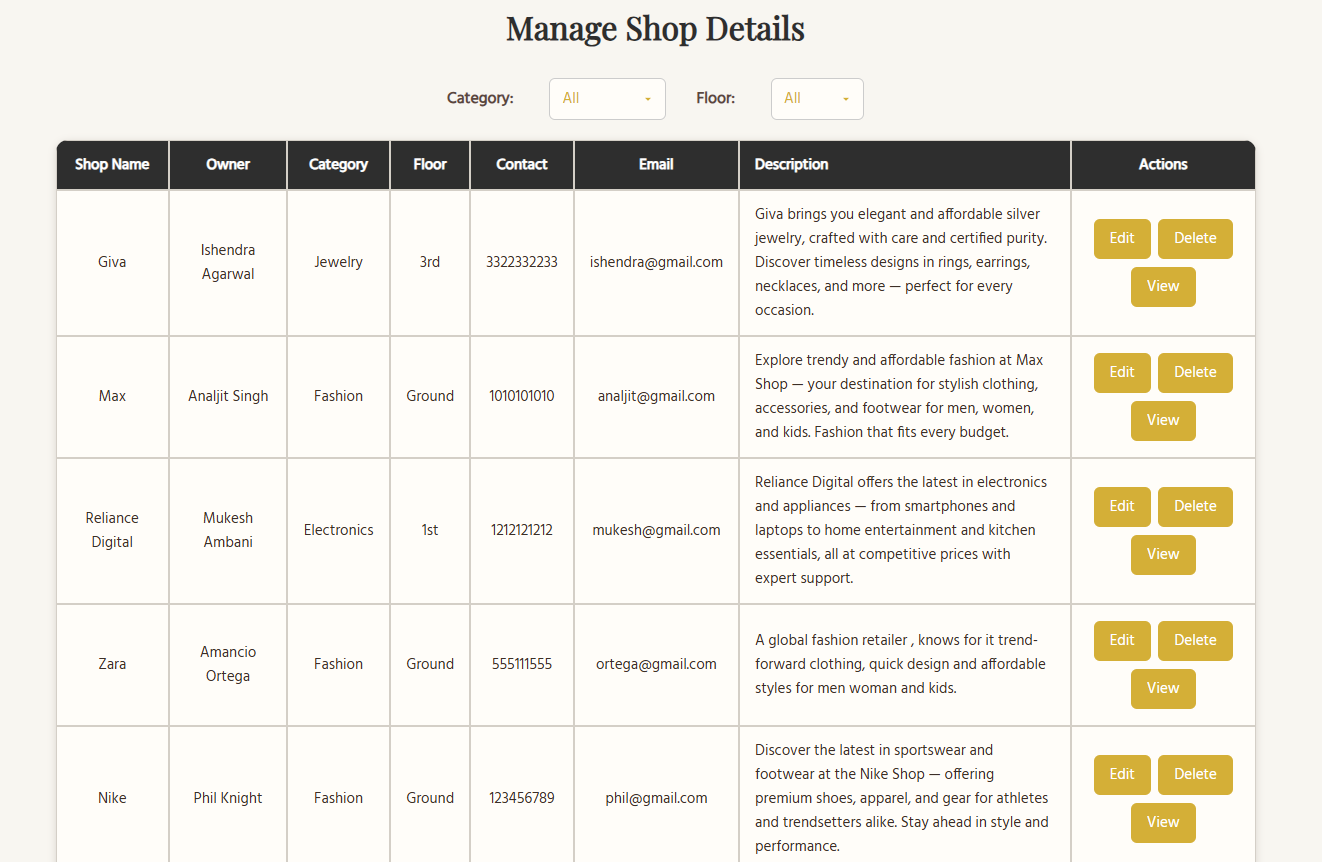 Manage Shop Details
Category: All Floor: All
Shop Name Owner Category Floor Contact Email Description Actions
Giva
Ishendra
Agarwal
Jewelry
3rd
3322332233
ishendra@gmail.com
Giva brings you elegant and affordable silver
jewelry, crafted with care and certified purity.
Discover timeless designs in rings, earrings,
necklaces, and more — perfect for every
occasion.
Edit Delete
View
Max
Analjit Singh
Fashion
Ground
1010101010
analjit@gmail.com
Explore trendy and affordable fashion at Max
Shop — your destination for stylish clothing,
accessories, and footwear for men, women,
and kids. Fashion that fits every budget.
Edit Delete
View
Reliance
Digital
Mukesh
Ambani
Electronics
1st
1212121212
mukesh@gmail.com
Reliance Digital offers the latest in electronics
and appliances — from smartphones and
laptops to home entertainment and kitchen
essentials, all at competitive prices with
expert support.
Edit Delete
View
Zara
Amancio
Ortega
Fashion
Ground
555111555
ortega@gmail.com
A global fashion retailer , knows for it trend-
forward clothing, quick design and affordable
styles for men woman and kids.
Edit Delete
View
Nike
Phil Knight
Fashion
Ground
123456789
phil@gmail.com
Discover the latest in sportswear and
footwear at the Nike Shop — offering
premium shoes, apparel, and gear for athletes
and trendsetters alike. Stay ahead in style and
performance.
Edit Delete
View